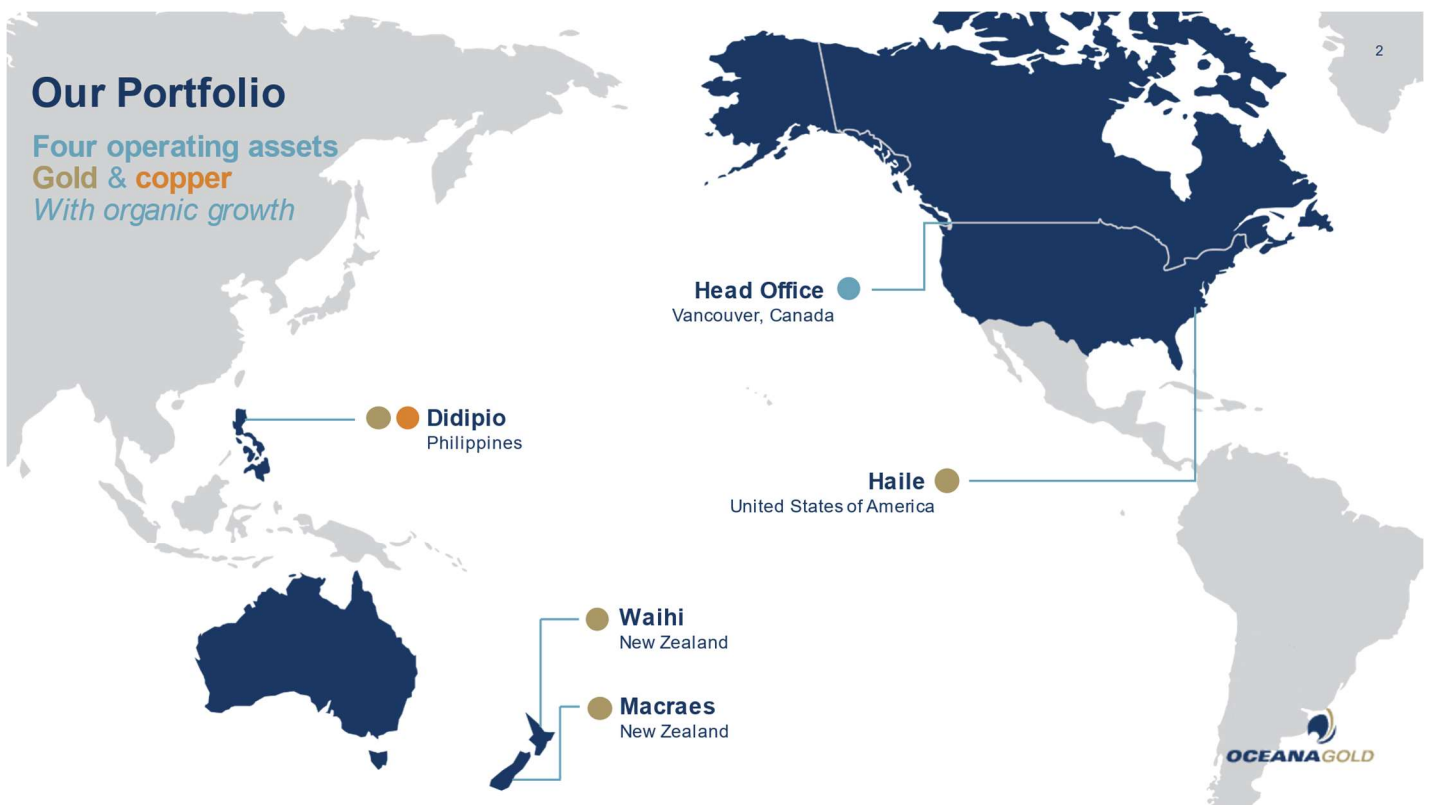 2
Our Portfolio
Four operating assets
Gold & copper
With organic growth
Head Office
Vancouver, Canada
Didipio
Philippines
Haile
United States of America
Waihi
New Zealand
Macraes
New Zealand
OCEANAGOLD